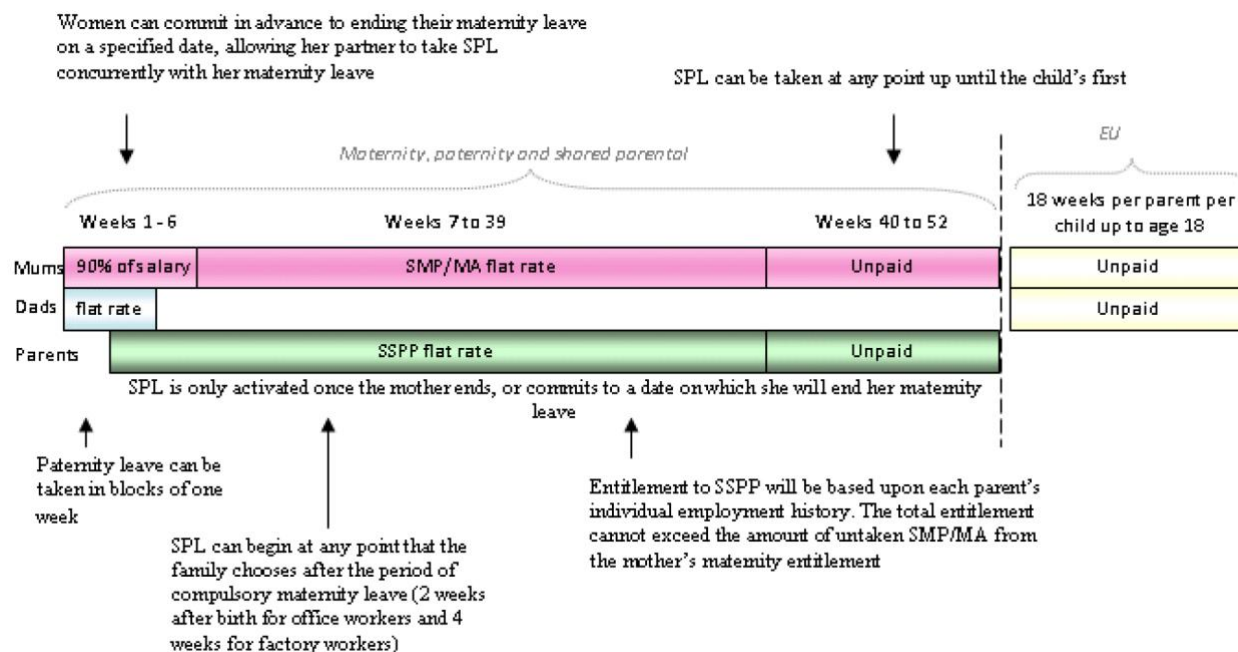 Women can commit in advance to ending their maternity leave
on a specified date, allowing her partner to take SPL
concurrently with her maternity leave
SPL can be taken at any point up until the child's first
Maternity, paternity and shared parental
EU
Weeks 1 - 6
Weeks 7 to 39
Weeks 40 to 52
18 weeks per parent per
child up to age 18
Mums
90% of salary
SMP/MA flat rate
Unpaid
Unpaid
Dads
flat rate
Unpaid
Parents
SSPP flat rate
Unpaid
SPL is only activated once the mother ends, or commits to a date on which she will end her maternity
leave
Paternity leave can be
taken in blocks of one
week
SPL can begin at any point that the
family chooses after the period of
compulsory maternity leave (2 weeks
after birth for office workers and 4
weeks for factory workers)
Entitlement to SSPP will be based upon each parent's
individual employment history. The total entitlement
cannot exceed the amount of untaken SMP/MA from
the mother's maternity entitlement